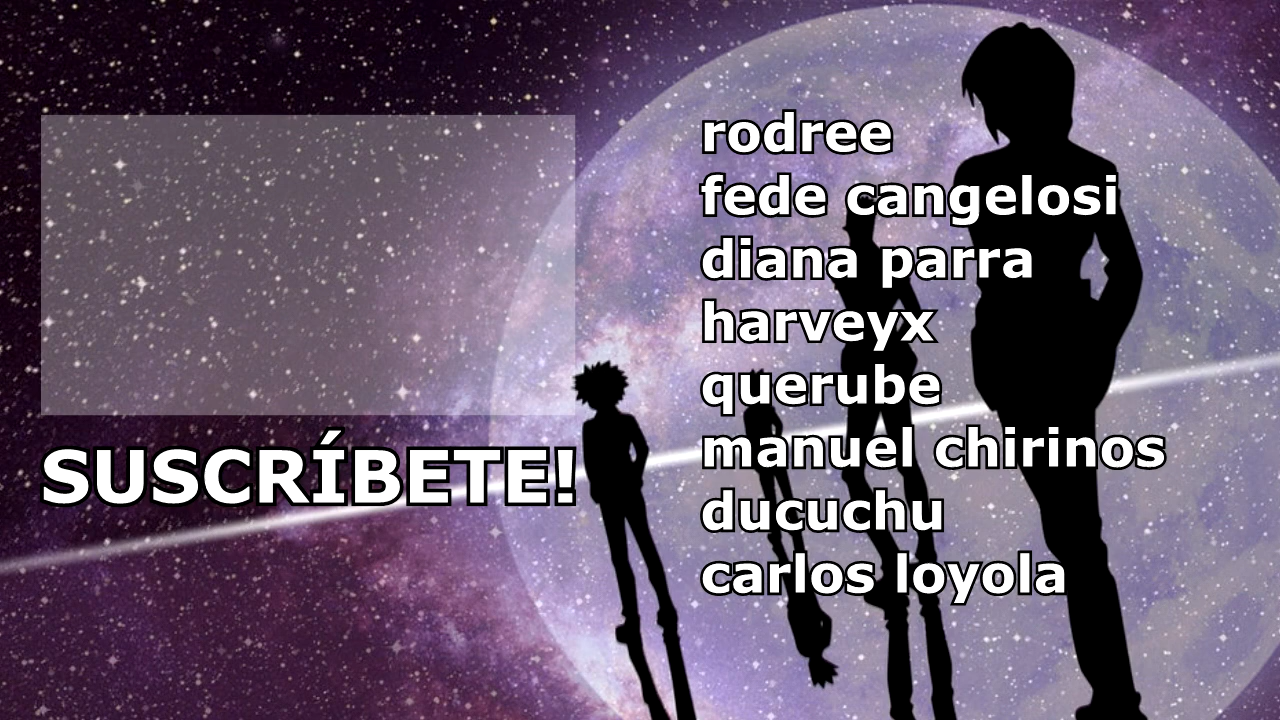 SUSCRÍBETE!
rodree
fede cangelosi
diana parra
harveyx
querube
manuel chirinos
ducuchu
carlos loyola